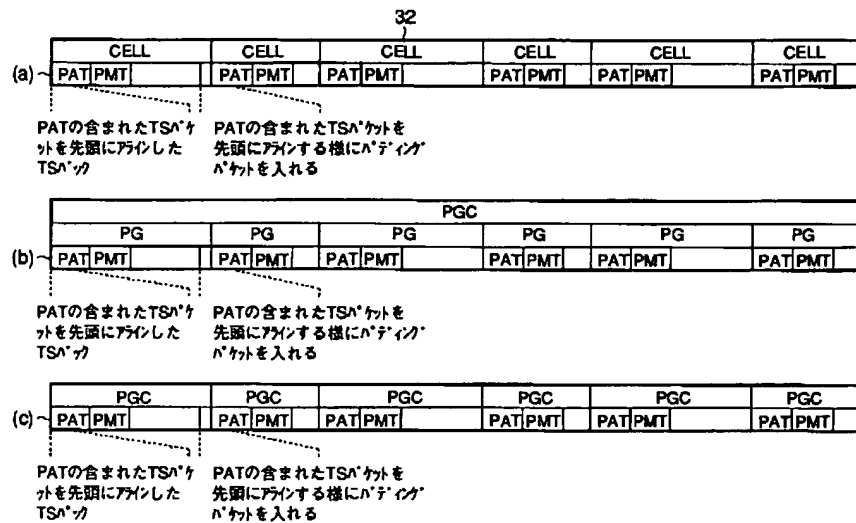 32
CELL CELL CELL CELL CELL CELL
(a) PAT PMT PAT PMT PAT PMT PAT PMT PAT PMT PAT PMT
PATの含まれたTSﾊﾟｹ PATの含まれたTSﾊﾟｹｯﾄを
ｯﾄを先頭にｱﾗｲﾝした 先頭にｱﾗｲﾝする様にﾊﾟﾃﾞｨﾝｸﾞ
TSﾊﾟｯｸ ﾊﾟｹｯﾄを入れる
PGC
PG PG PG PG PG PG
(b) PAT PMT PAT PMT PAT PMT PAT PMT PAT PMT PAT PMT
PATの含まれたTSﾊﾟｹ PATの含まれたTSﾊﾟｹｯﾄを
ｯﾄを先頭にｱﾗｲﾝした 先頭にｱﾗｲﾝする様にﾊﾟﾃﾞｨﾝｸﾞ
TSﾊﾟｯｸ ﾊﾟｹｯﾄを入れる
PGC PGC PGC PGC PGC PGC
(c) PAT PMT PAT PMT PAT PMT PAT PMT PAT PMT PAT PMT
PATの含まれたTSﾊﾟｹ PATの含まれたTSﾊﾟｹｯﾄを
ｯﾄを先頭にｱﾗｲﾝした 先頭にｱﾗｲﾝする様にﾊﾟﾃﾞｨﾝｸﾞ
TSﾊﾟｯｸ ﾊﾟｹｯﾄを入れる